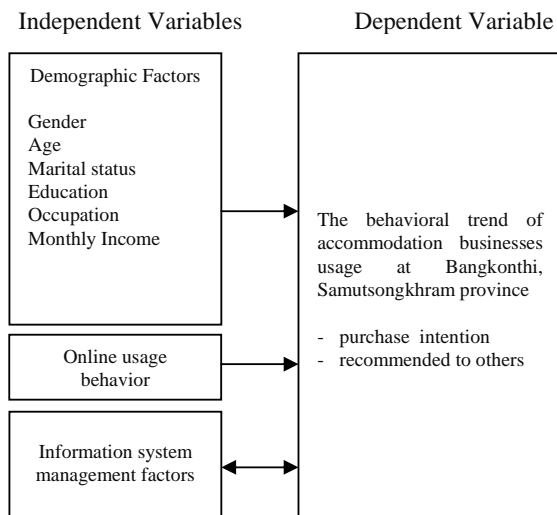 Independent Variables
Dependent Variable
Demographic Factors
Gender
Age
Marital status
Education
Occupation
Monthly Income
Online usage
behavior
Information system
management factors
The behavioral trend of
accommodation businesses
usage at Bangkonthi,
Samutsongkhram province
- purchase intention
- recommended to others